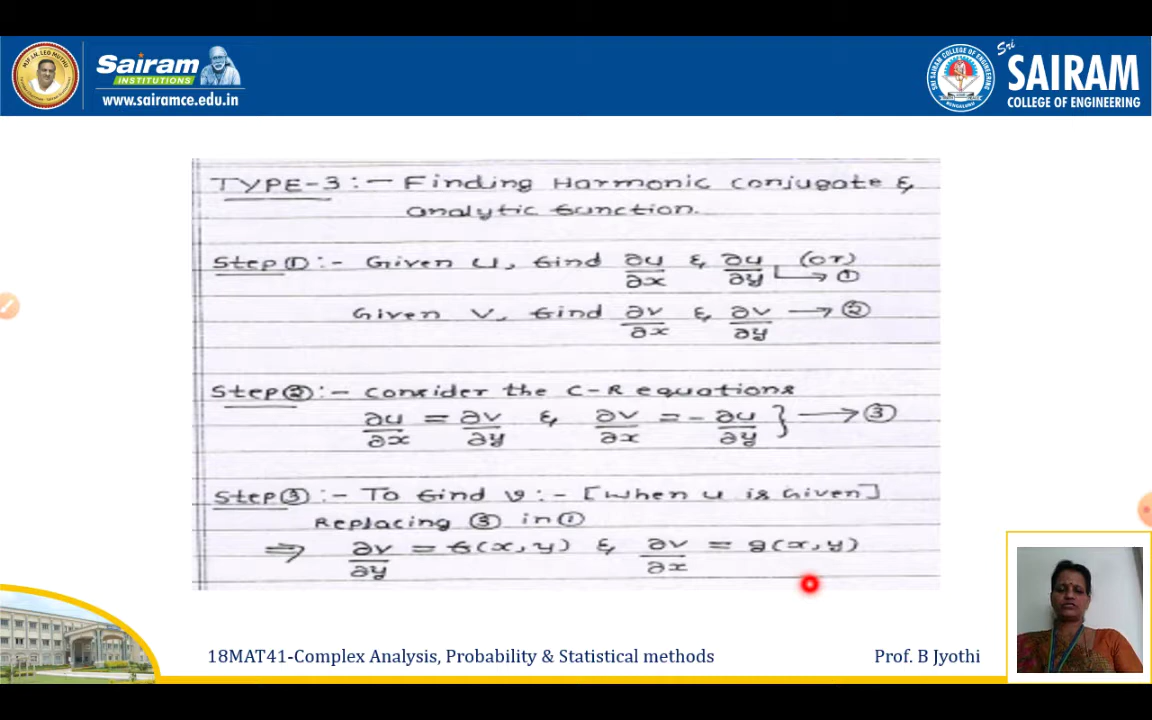 Sairam
INSTITUTIONS
www.sairamce.edu.in
Sri
SAIRAM
COLLEGE OF ENGINEERING
TYPE-3:- Finding Harmonic conjugate &
analytic function.
Step ①:- Given u, find ∂u/∂x & ∂u/∂y (or)
→ ①
Given v, find ∂v/∂x & ∂v/∂y → ②
Step ②:- Consider the C-R equations
∂u/∂x = ∂v/∂y & ∂v/∂x = - ∂u/∂y } → ③
Step ③:- To find v:- [When u is Given]
Replacing ③ in ①
⇒ ∂v/∂y = f(x, y) & ∂v/∂x = g(x, y)
18MAT41-Complex Analysis, Probability & Statistical methods
Prof. B Jyothi